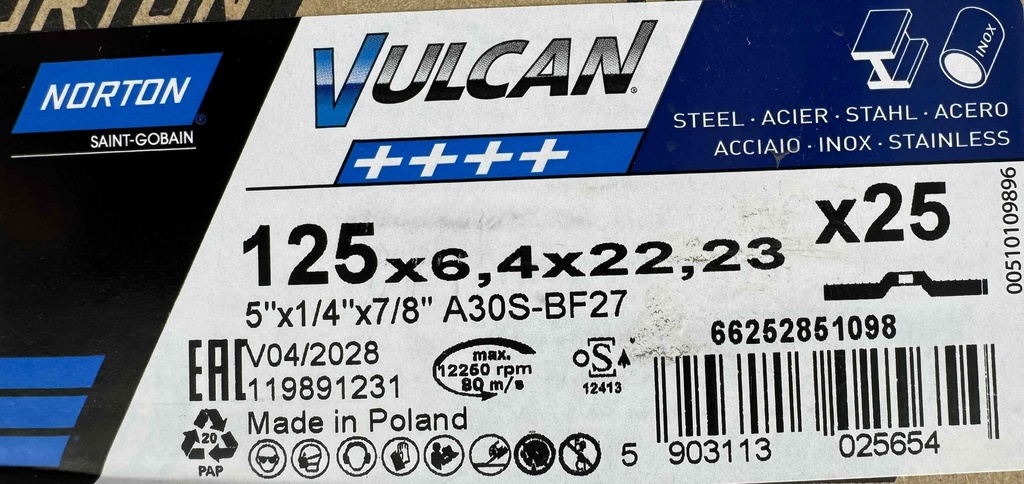 NORTON
SAINT-GOBAIN
VULCAN
++++
INOX
STEEL · ACIER · STAHL · ACERO
ACCIAIO · INOX · STAINLESS
125x6,4x22,23
x25
5"x1/4"x7/8" A30S-BF27
00510109896
66252851098
EAC
V04/2028
119891231
max.
12260 rpm
80 m/s
oSa
12413
Made in Poland
20
PAP
5 903113 025654